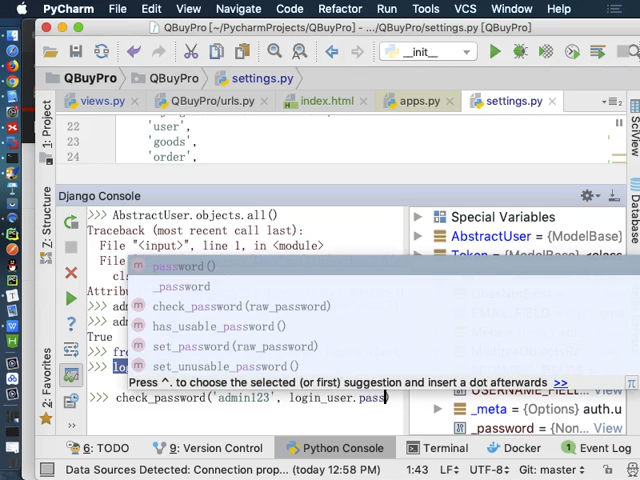 PyCharm File Edit View Navigate Code Refactor Run Tools VCS Window Help
QBuyPro [~/PycharmProjects/QBuyPro] - .../QBuyPro/settings.py
__init__
QBuyPro QBuyPro settings.py
views.py QBuyPro/urls.py index.html apps.py settings.py
1: Project
SciView
Database
Z: Structure
2: Favorites
22
23 'user',
'goods',
24 'order',
Django Console
>>> AbstractUser.objects.all()
Traceback (most recent call last):
File "<input>", line 1, in <module>
Special Variables
AbstractUser = {ModelBase}
Token = {ModelBase} <class
password()
_password
check_password(raw_password)
has_usable_password()
set_password(raw_password)
set_unusable_password()
Press ^. to choose the selected (or first) suggestion and insert a dot afterwards >>
True
>>> check_password('admin123', login_user.pass)
_meta = {Options} auth.u
_password = {Non
6: TODO 9: Version Control Python Console Terminal Docker Event Log
Data Sources Detected: Connection prop... (today 12:58 PM) 1:43 LF UTF-8 Git: master